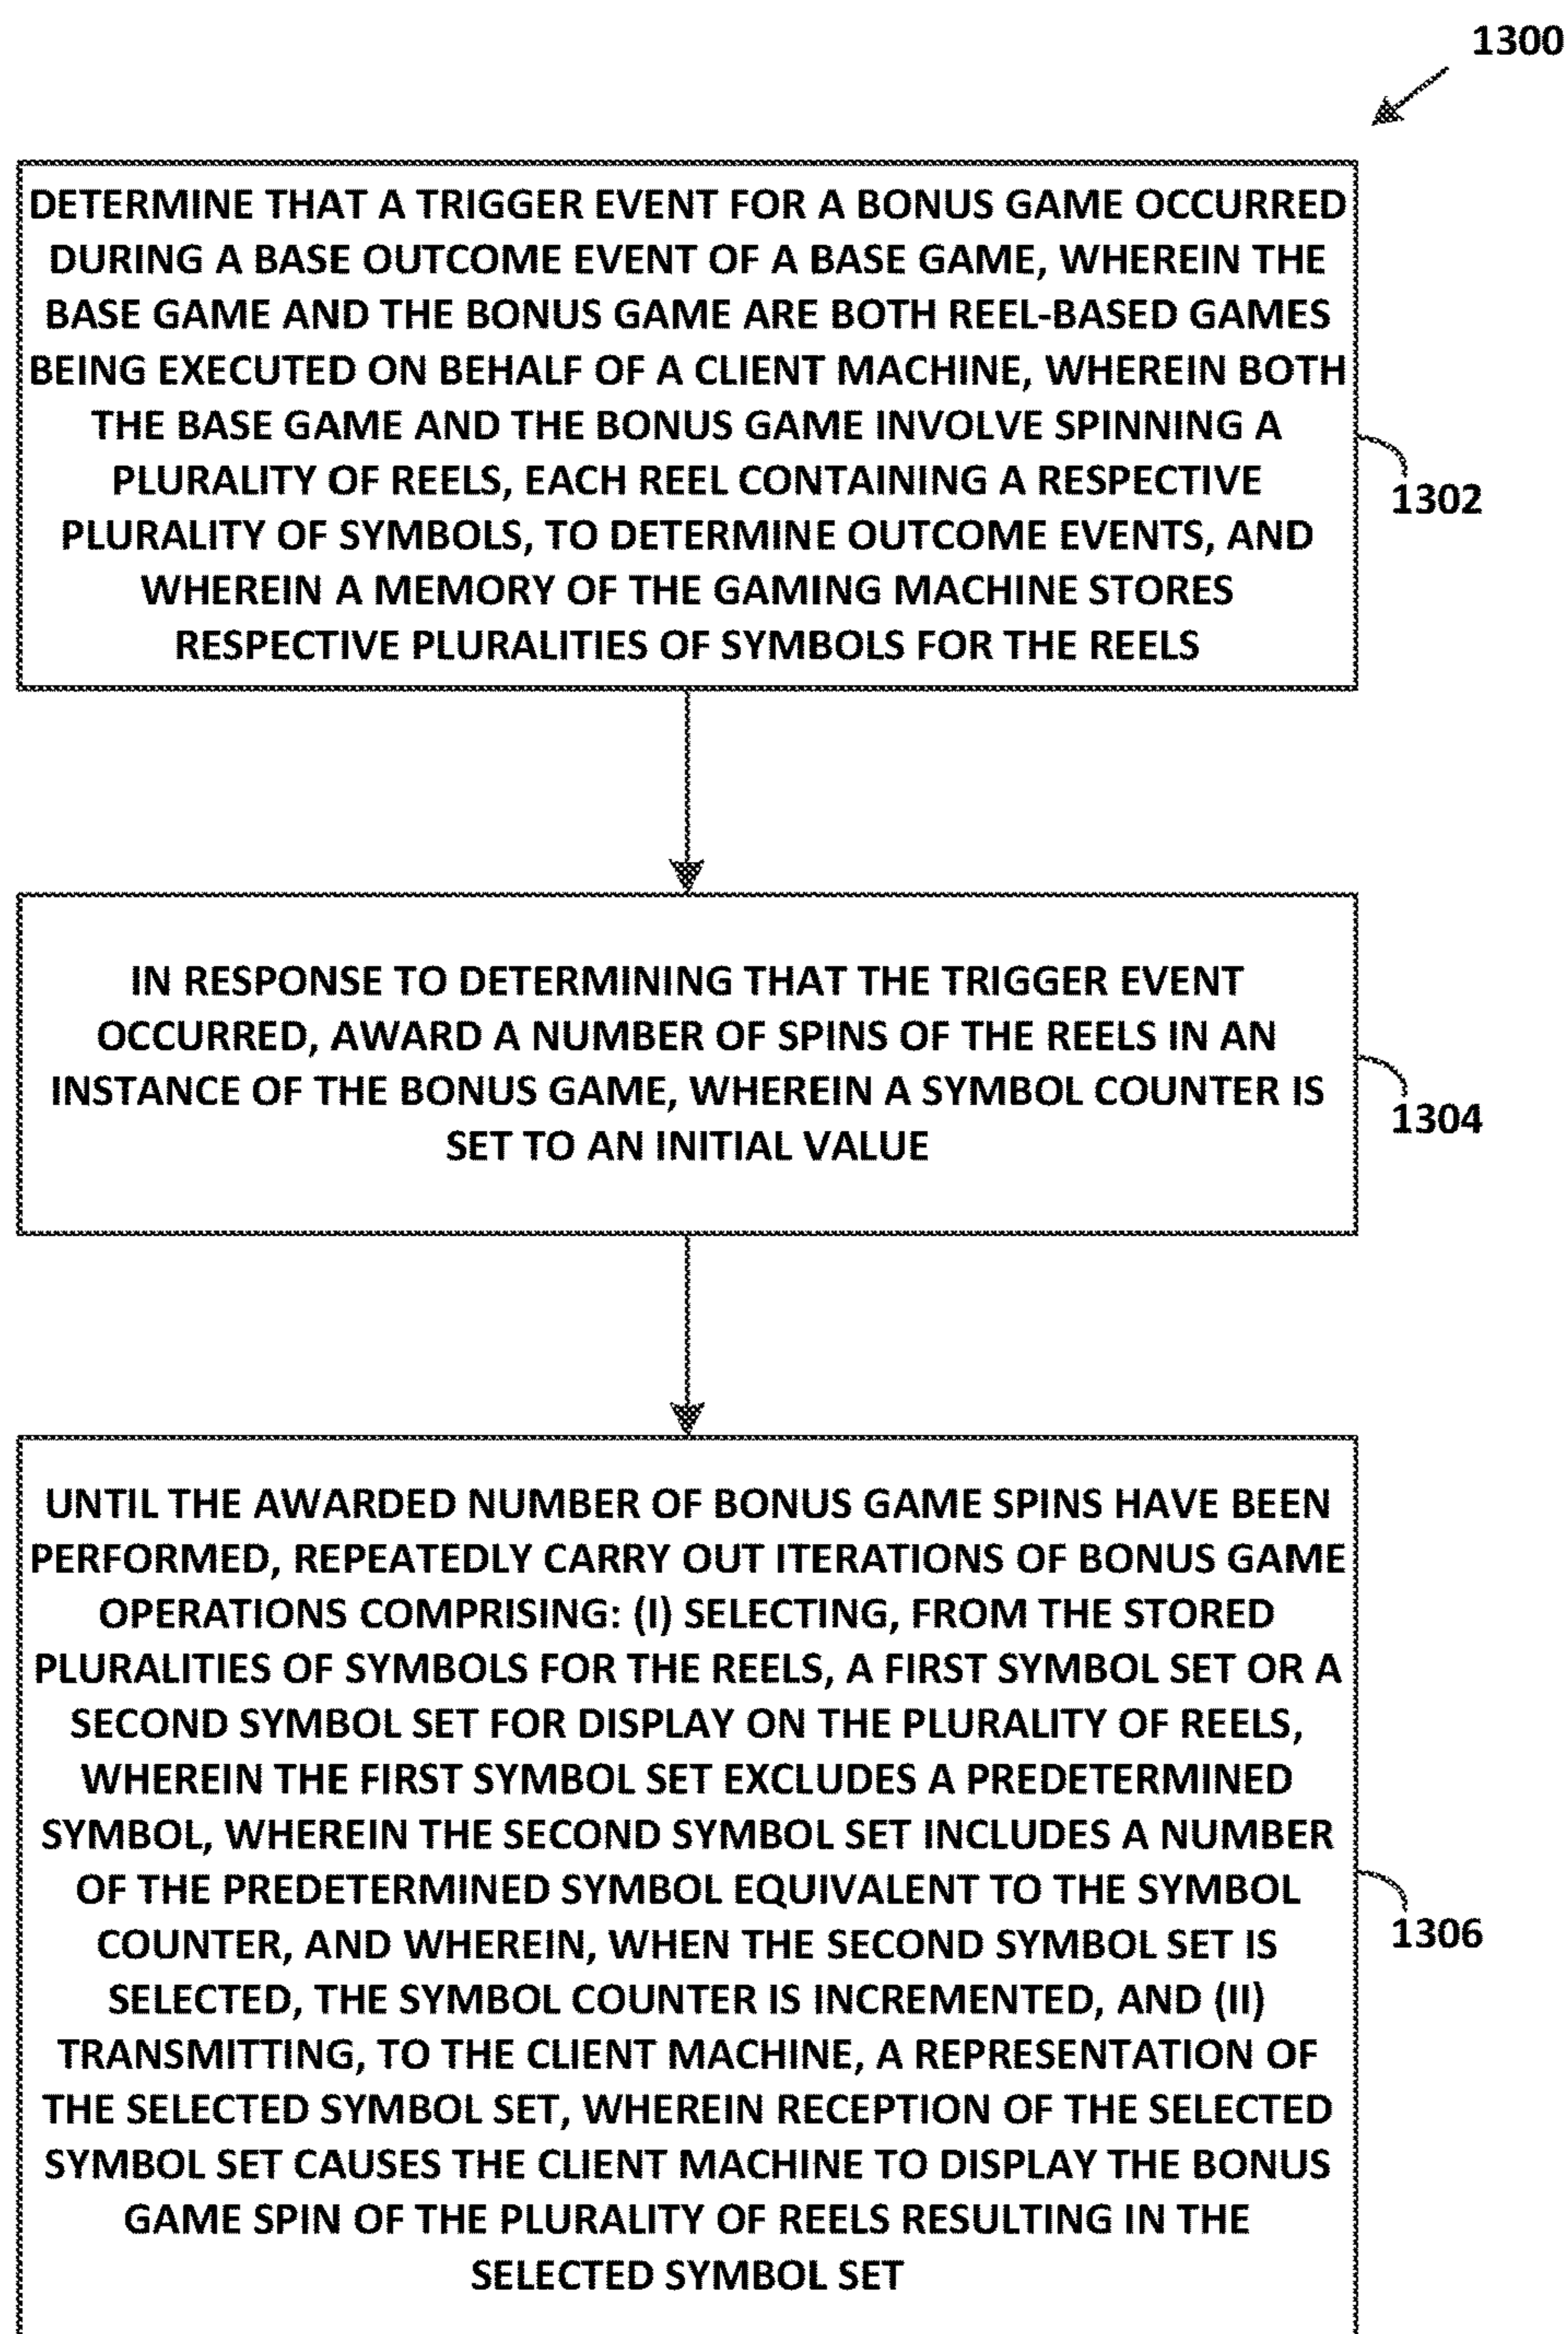 1300
DETERMINE THAT A TRIGGER EVENT FOR A BONUS GAME OCCURRED
DURING A BASE OUTCOME EVENT OF A BASE GAME, WHEREIN THE
BASE GAME AND THE BONUS GAME ARE BOTH REEL-BASED GAMES
BEING EXECUTED ON BEHALF OF A CLIENT MACHINE, WHEREIN BOTH
THE BASE GAME AND THE BONUS GAME INVOLVE SPINNING A
PLURALITY OF REELS, EACH REEL CONTAINING A RESPECTIVE
PLURALITY OF SYMBOLS, TO DETERMINE OUTCOME EVENTS, AND
WHEREIN A MEMORY OF THE GAMING MACHINE STORES
RESPECTIVE PLURALITIES OF SYMBOLS FOR THE REELS
1302
IN RESPONSE TO DETERMINING THAT THE TRIGGER EVENT
OCCURRED, AWARD A NUMBER OF SPINS OF THE REELS IN AN
INSTANCE OF THE BONUS GAME, WHEREIN A SYMBOL COUNTER IS
SET TO AN INITIAL VALUE
1304
UNTIL THE AWARDED NUMBER OF BONUS GAME SPINS HAVE BEEN
PERFORMED, REPEATEDLY CARRY OUT ITERATIONS OF BONUS GAME
OPERATIONS COMPRISING: (I) SELECTING, FROM THE STORED
PLURALITIES OF SYMBOLS FOR THE REELS, A FIRST SYMBOL SET OR A
SECOND SYMBOL SET FOR DISPLAY ON THE PLURALITY OF REELS,
WHEREIN THE FIRST SYMBOL SET EXCLUDES A PREDETERMINED
SYMBOL, WHEREIN THE SECOND SYMBOL SET INCLUDES A NUMBER
OF THE PREDETERMINED SYMBOL EQUIVALENT TO THE SYMBOL
COUNTER, AND WHEREIN, WHEN THE SECOND SYMBOL SET IS
SELECTED, THE SYMBOL COUNTER IS INCREMENTED, AND (II)
TRANSMITTING, TO THE CLIENT MACHINE, A REPRESENTATION OF
THE SELECTED SYMBOL SET, WHEREIN RECEPTION OF THE SELECTED
SYMBOL SET CAUSES THE CLIENT MACHINE TO DISPLAY THE BONUS
GAME SPIN OF THE PLURALITY OF REELS RESULTING IN THE
SELECTED SYMBOL SET
1306